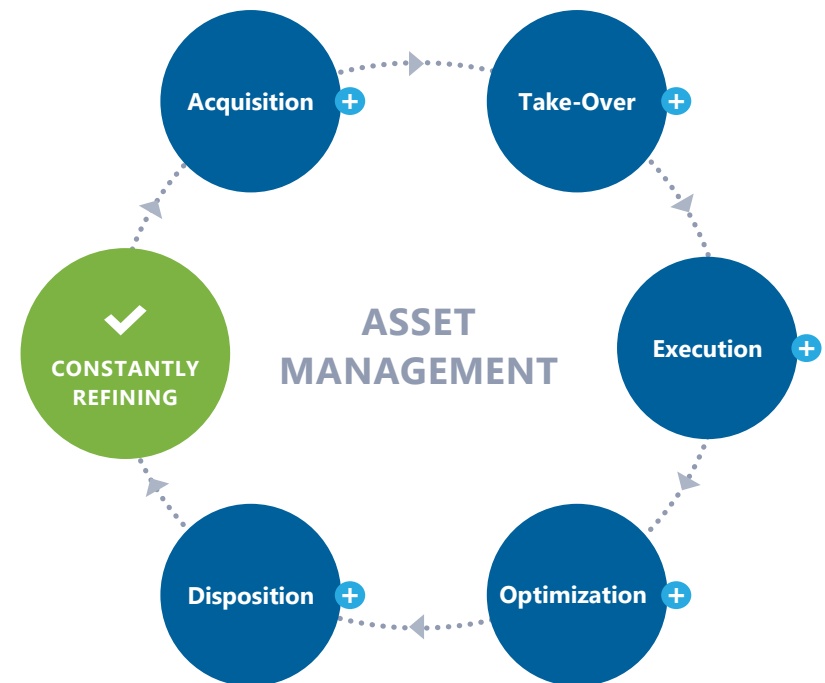 Acquisition
+
Take-Over
+
ASSET
MANAGEMENT
CONSTANTLY
REFINING
Execution
+
Disposition
+
Optimization
+